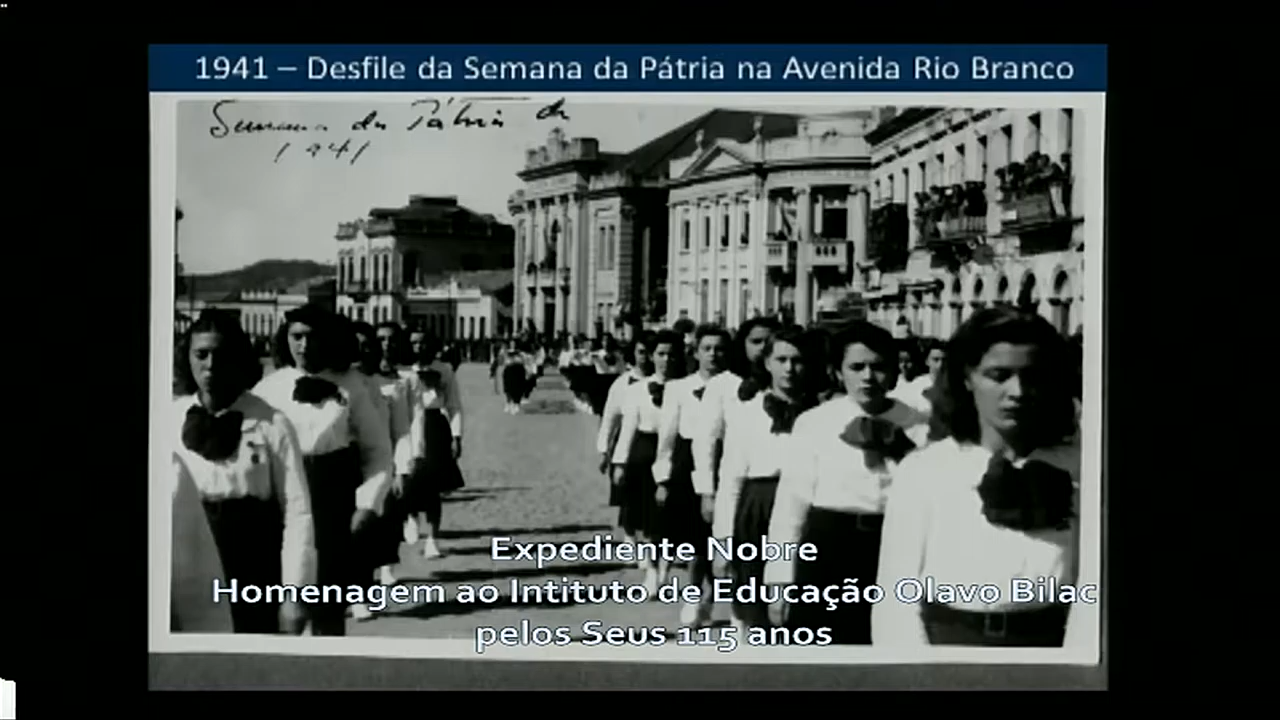 1941 – Desfile da Semana da Pátria na Avenida Rio Branco
Semana da Pátria de
1941
Expediente Nobre
Homenagem ao Intituto de Educação Olavo Bilac
pelos Seus 115 anos